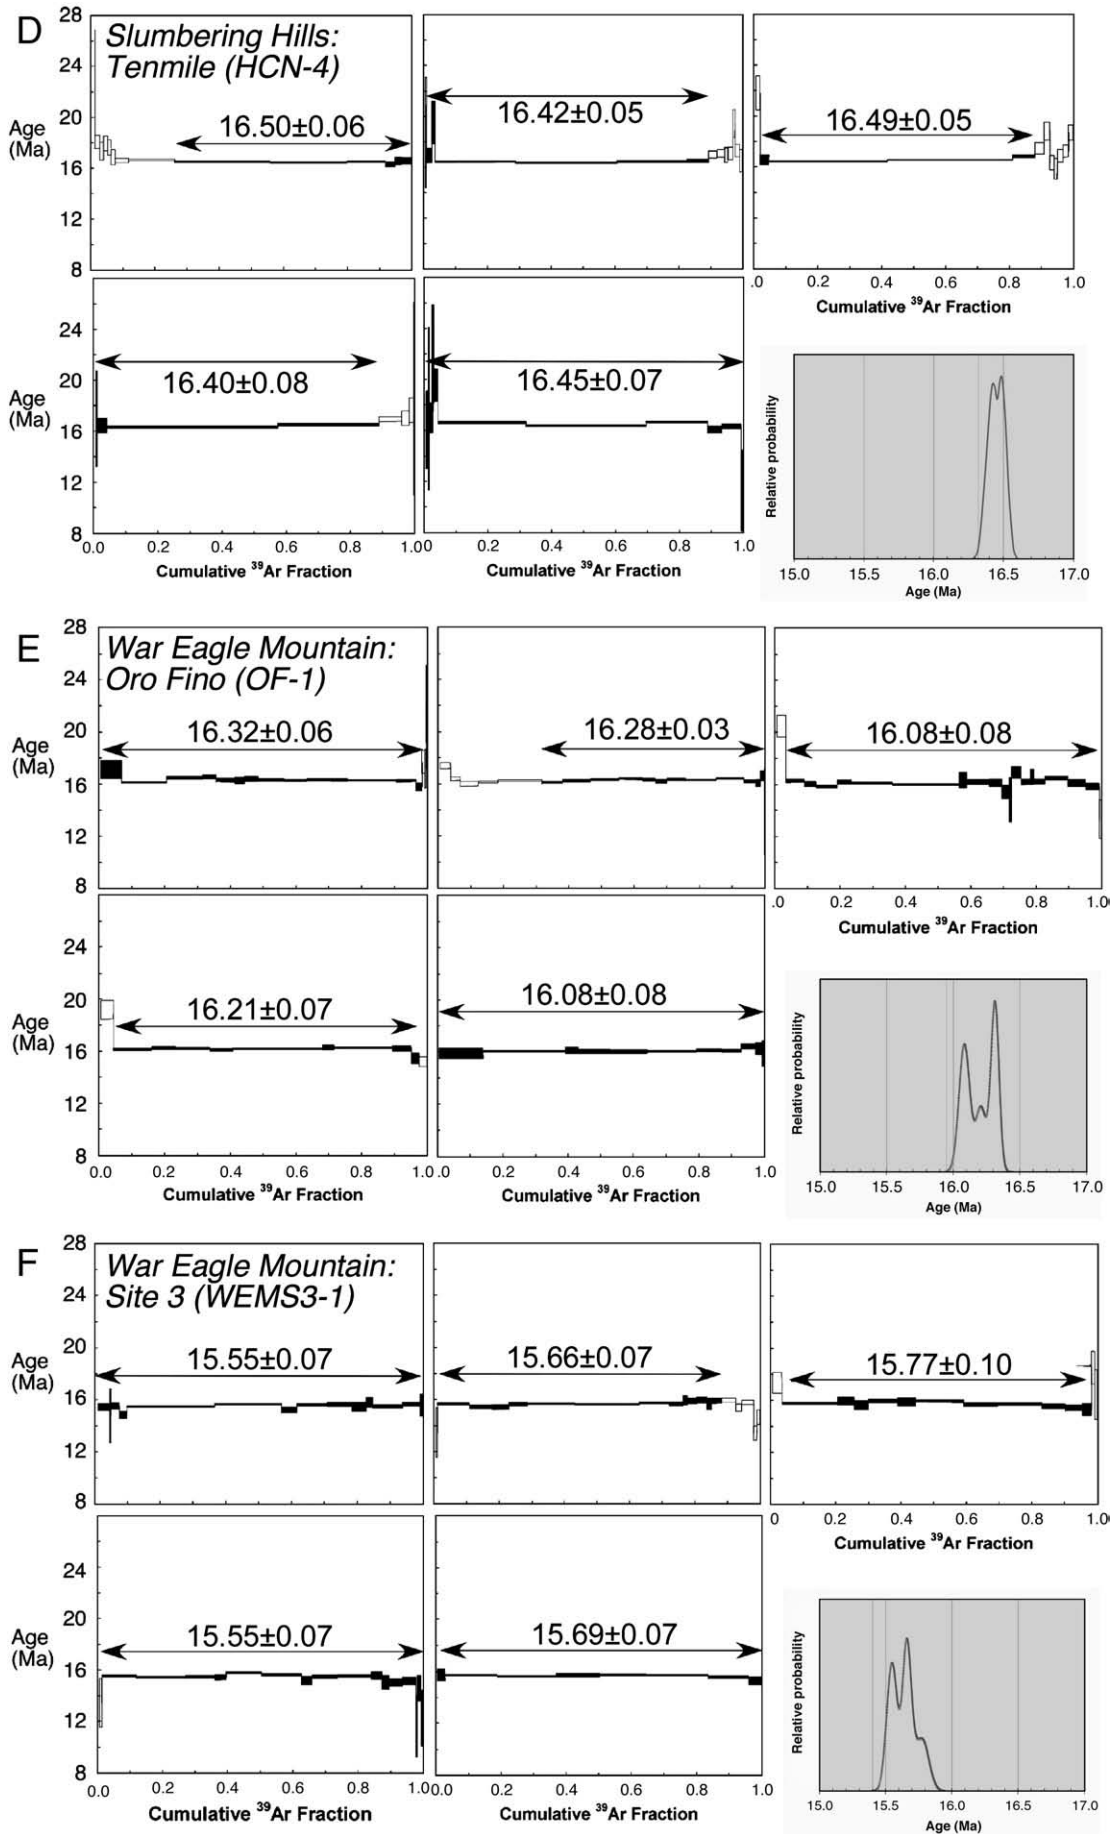 D
Slumbering Hills:
Tenmile (HCN-4)
28
24
20
16
12
8
Age
(Ma)
16.50±0.06
16.42±0.05
16.49±0.05
.0 0.2 0.4 0.6 0.8 1.0
Cumulative ³⁹Ar Fraction
24
20
16
12
8
Age
(Ma)
16.40±0.08
16.45±0.07
0.0 0.2 0.4 0.6 0.8 1.0
Cumulative ³⁹Ar Fraction
0.0 0.2 0.4 0.6 0.8 1.0
Cumulative ³⁹Ar Fraction
Relative probability
15.0 15.5 16.0 16.5 17.0
Age (Ma)
E
War Eagle Mountain:
Oro Fino (OF-1)
28
24
20
16
12
8
Age
(Ma)
16.32±0.06
16.28±0.03
16.08±0.08
.0 0.2 0.4 0.6 0.8 1.0
Cumulative ³⁹Ar Fraction
24
20
16
12
8
Age
(Ma)
16.21±0.07
16.08±0.08
0.0 0.2 0.4 0.6 0.8 1.0
Cumulative ³⁹Ar Fraction
0.0 0.2 0.4 0.6 0.8 1.0
Cumulative ³⁹Ar Fraction
Relative probability
15.0 15.5 16.0 16.5 17.0
Age (Ma)
F
War Eagle Mountain:
Site 3 (WEMS3-1)
28
24
20
16
12
8
Age
(Ma)
15.55±0.07
15.66±0.07
15.77±0.10
0 0.2 0.4 0.6 0.8 1.0
Cumulative ³⁹Ar Fraction
24
20
16
12
8
Age
(Ma)
15.55±0.07
15.69±0.07
0.0 0.2 0.4 0.6 0.8 1.0
Cumulative ³⁹Ar Fraction
0.0 0.2 0.4 0.6 0.8 1.0
Cumulative ³⁹Ar Fraction
Relative probability
15.0 15.5 16.0 16.5 17.0
Age (Ma)